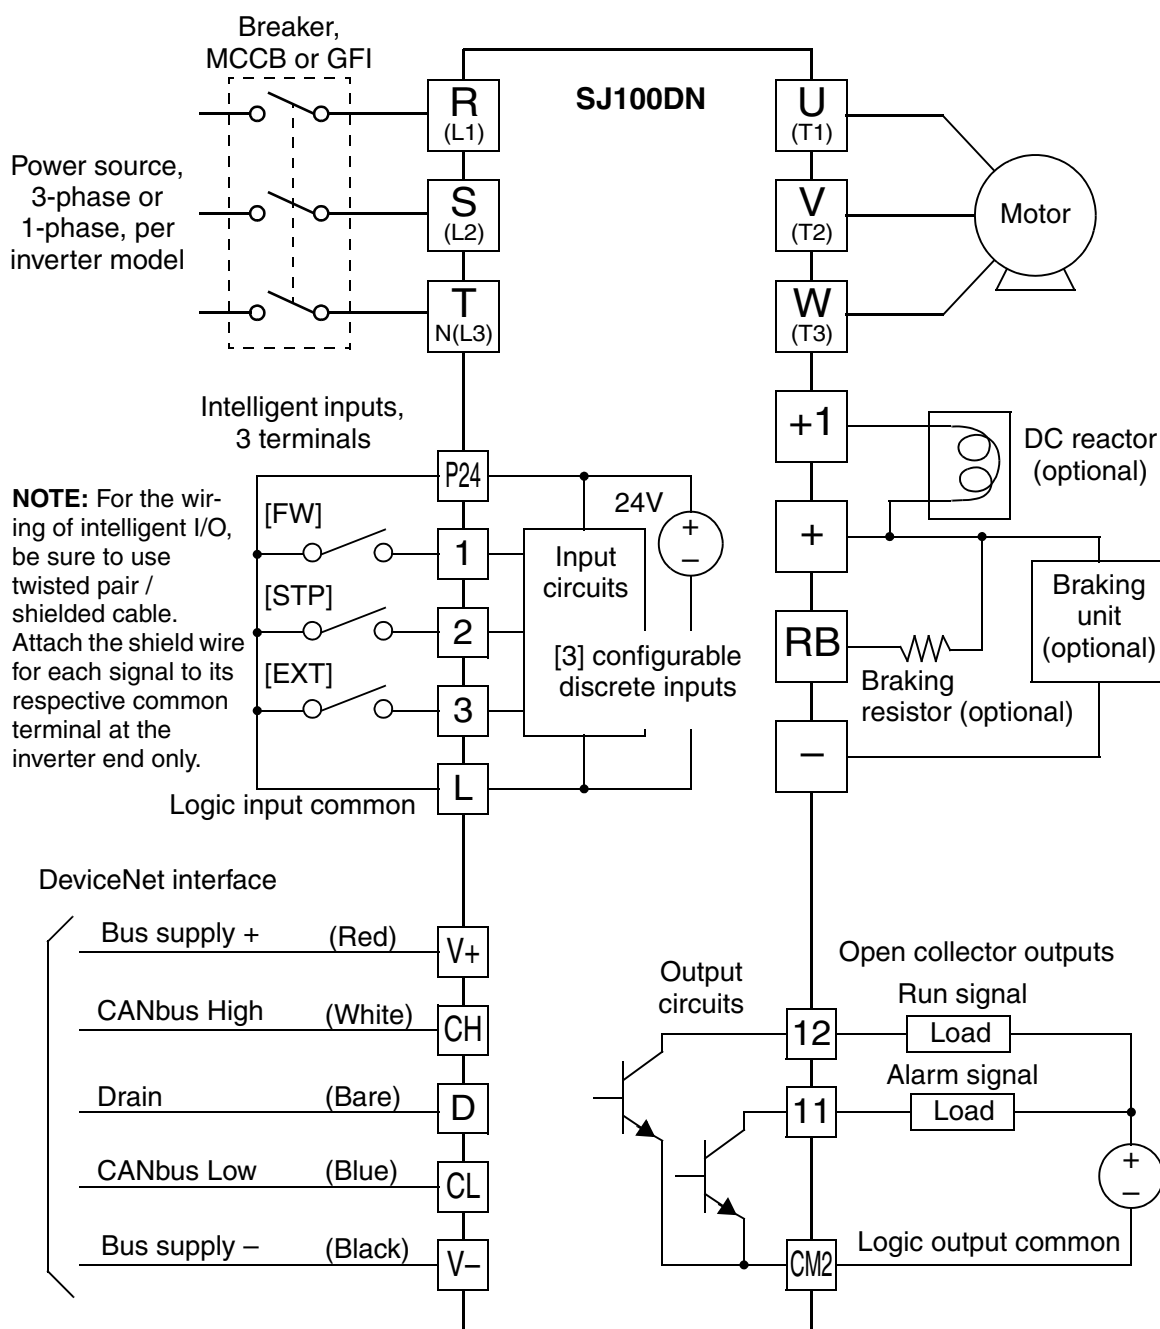 Breaker,
MCCB or GFI
SJ100DN
R
(L1)
S
(L2)
T
N(L3)
Power source,
3-phase or
1-phase, per
inverter model
U
(T1)
V
(T2)
W
(T3)
Motor
Intelligent inputs,
3 terminals
NOTE: For the wir-
ing of intelligent I/O,
be sure to use
twisted pair /
shielded cable.
Attach the shield wire
for each signal to its
respective common
terminal at the
inverter end only.
P24
[FW]
1
[STP]
2
[EXT]
3
L
Logic input common
24V
+
–
Input
circuits
[3] configurable
discrete inputs
+1
+
RB
–
DC reactor
(optional)
Braking
unit
(optional)
Braking
resistor (optional)
DeviceNet interface
Bus supply + (Red) V+
CANbus High (White) CH
Drain (Bare) D
CANbus Low (Blue) CL
Bus supply – (Black) V–
Output
circuits
Open collector outputs
Run signal
12 Load
Alarm signal
11 Load
+
–
Logic output common
CM2